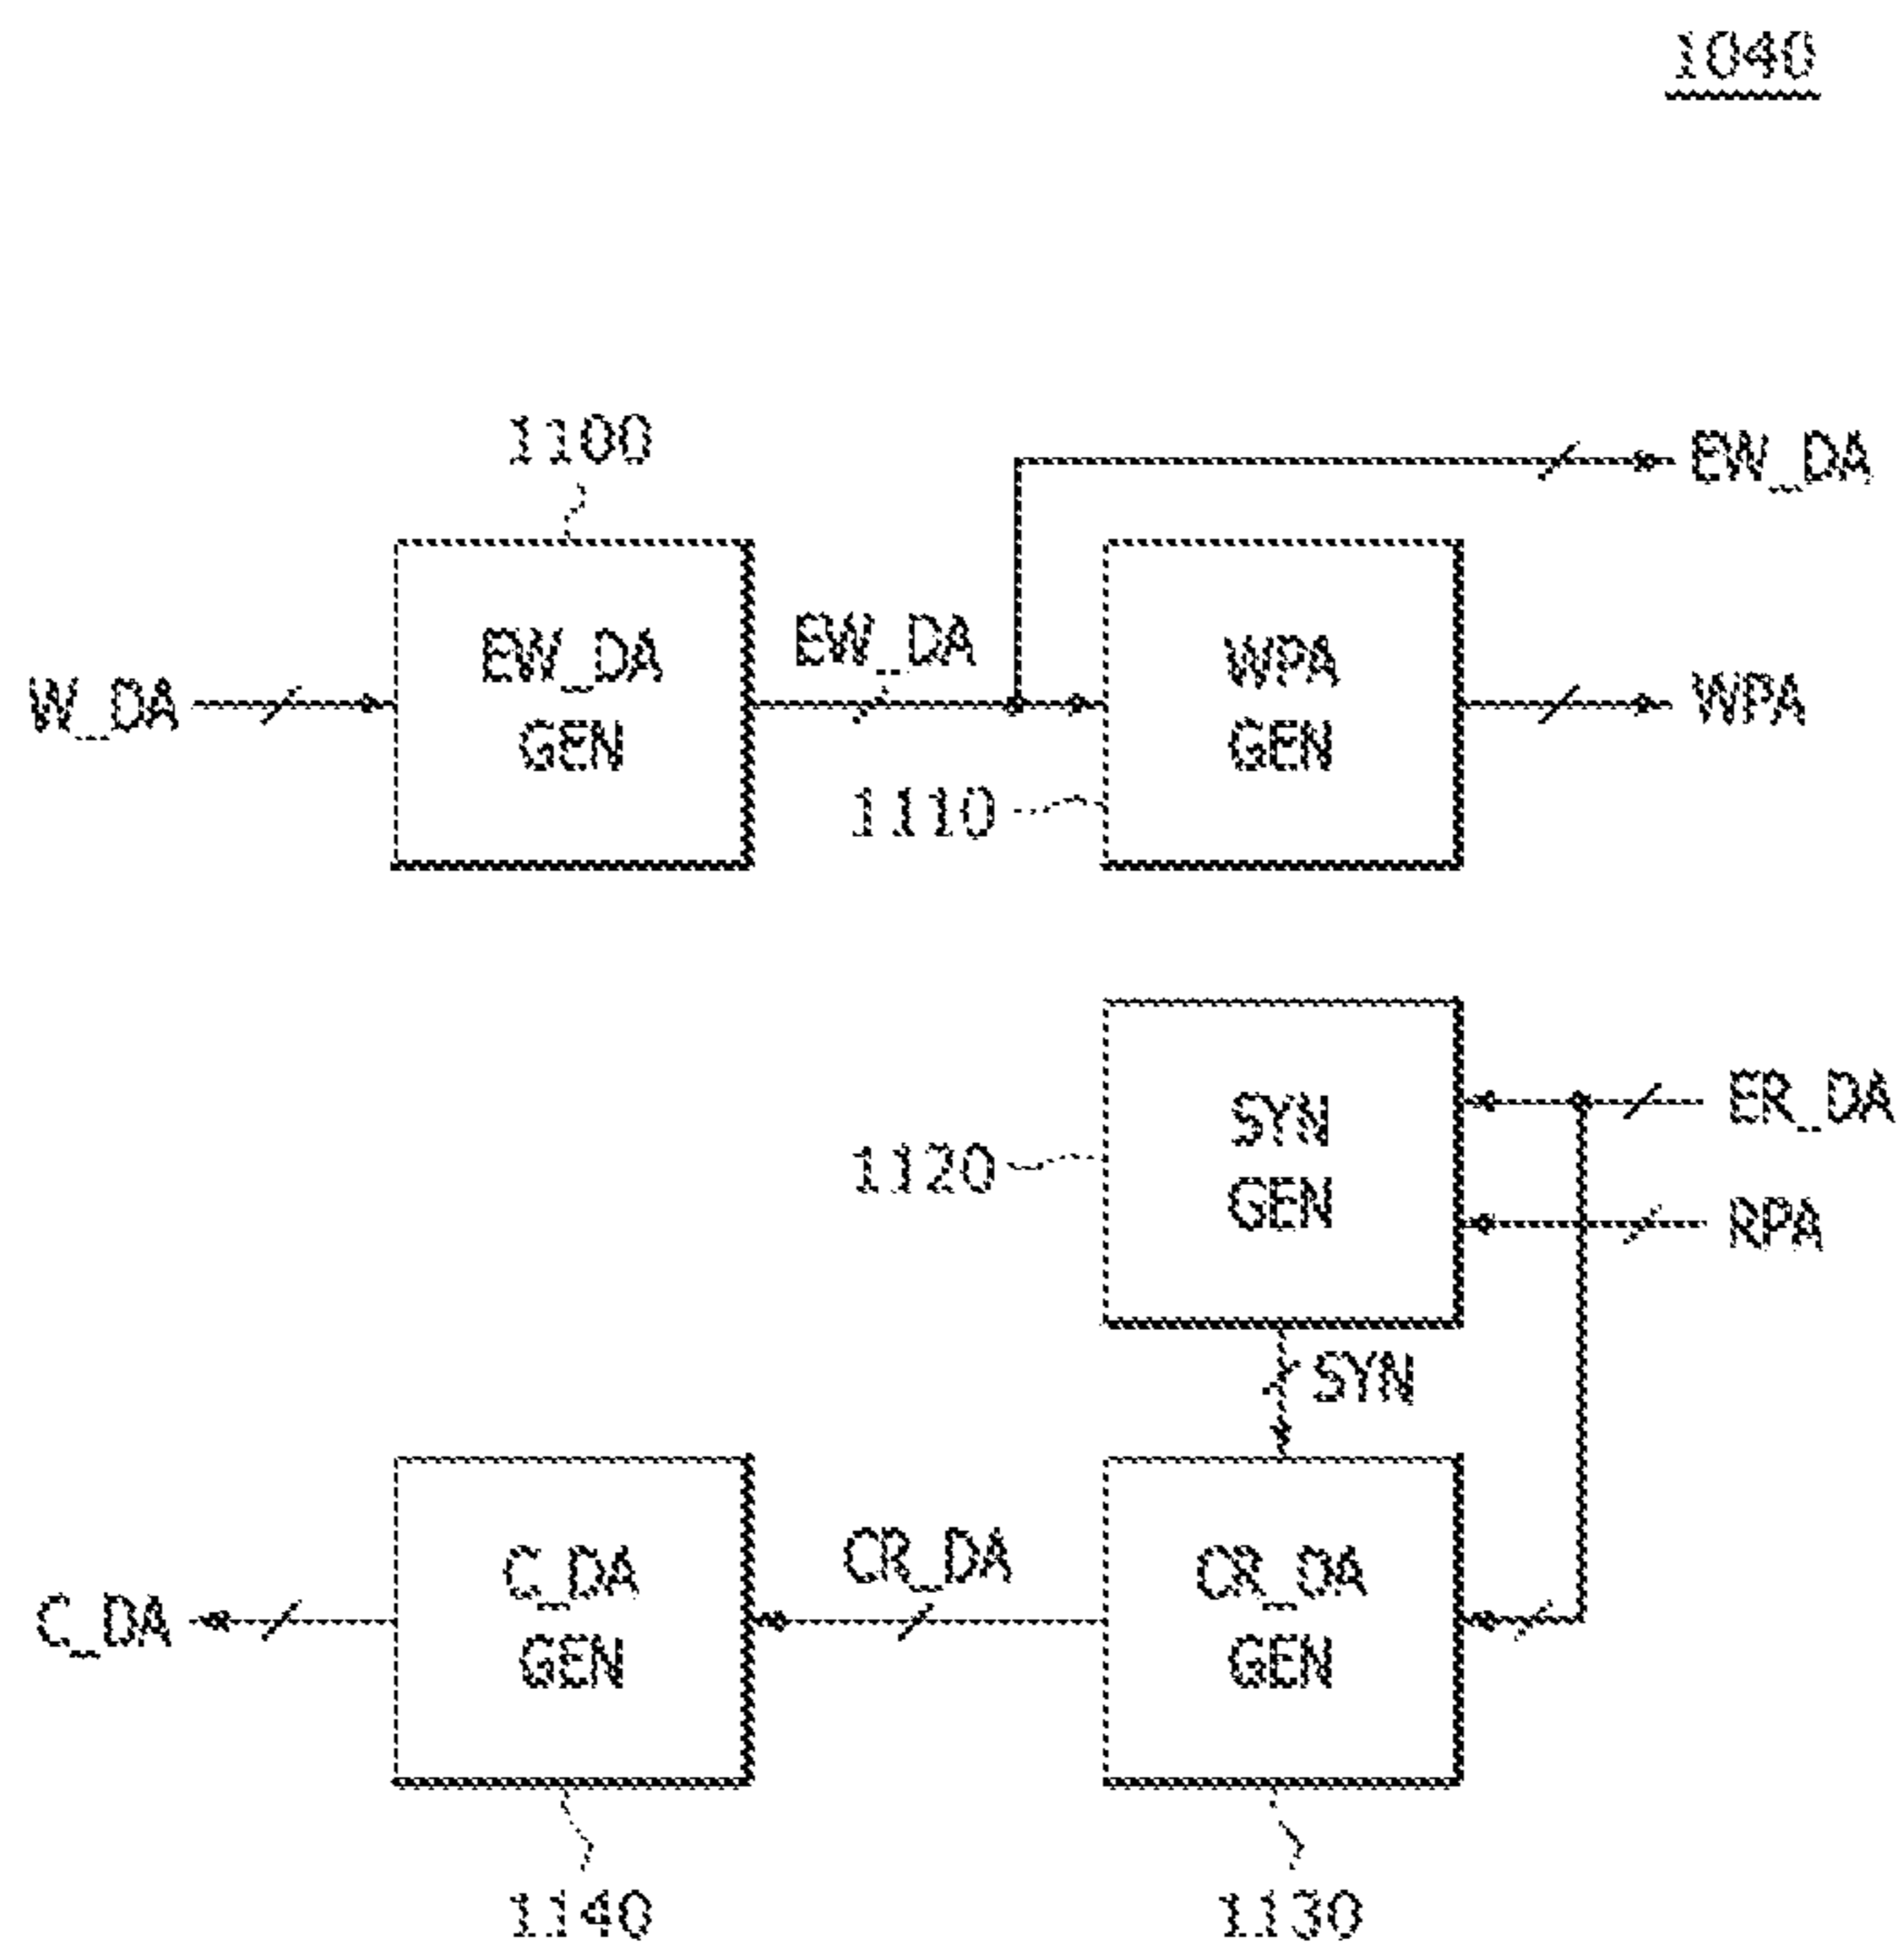 1040
1100
EW_DA
EW_DA
GEN
EW_DA
WPA
GEN
W_DA
WPA
1110
SYN
GEN
ER_DA
1120
RPA
SYN
C_DA
GEN
CR_DA
CR_DA
GEN
C_DA
1140
1130